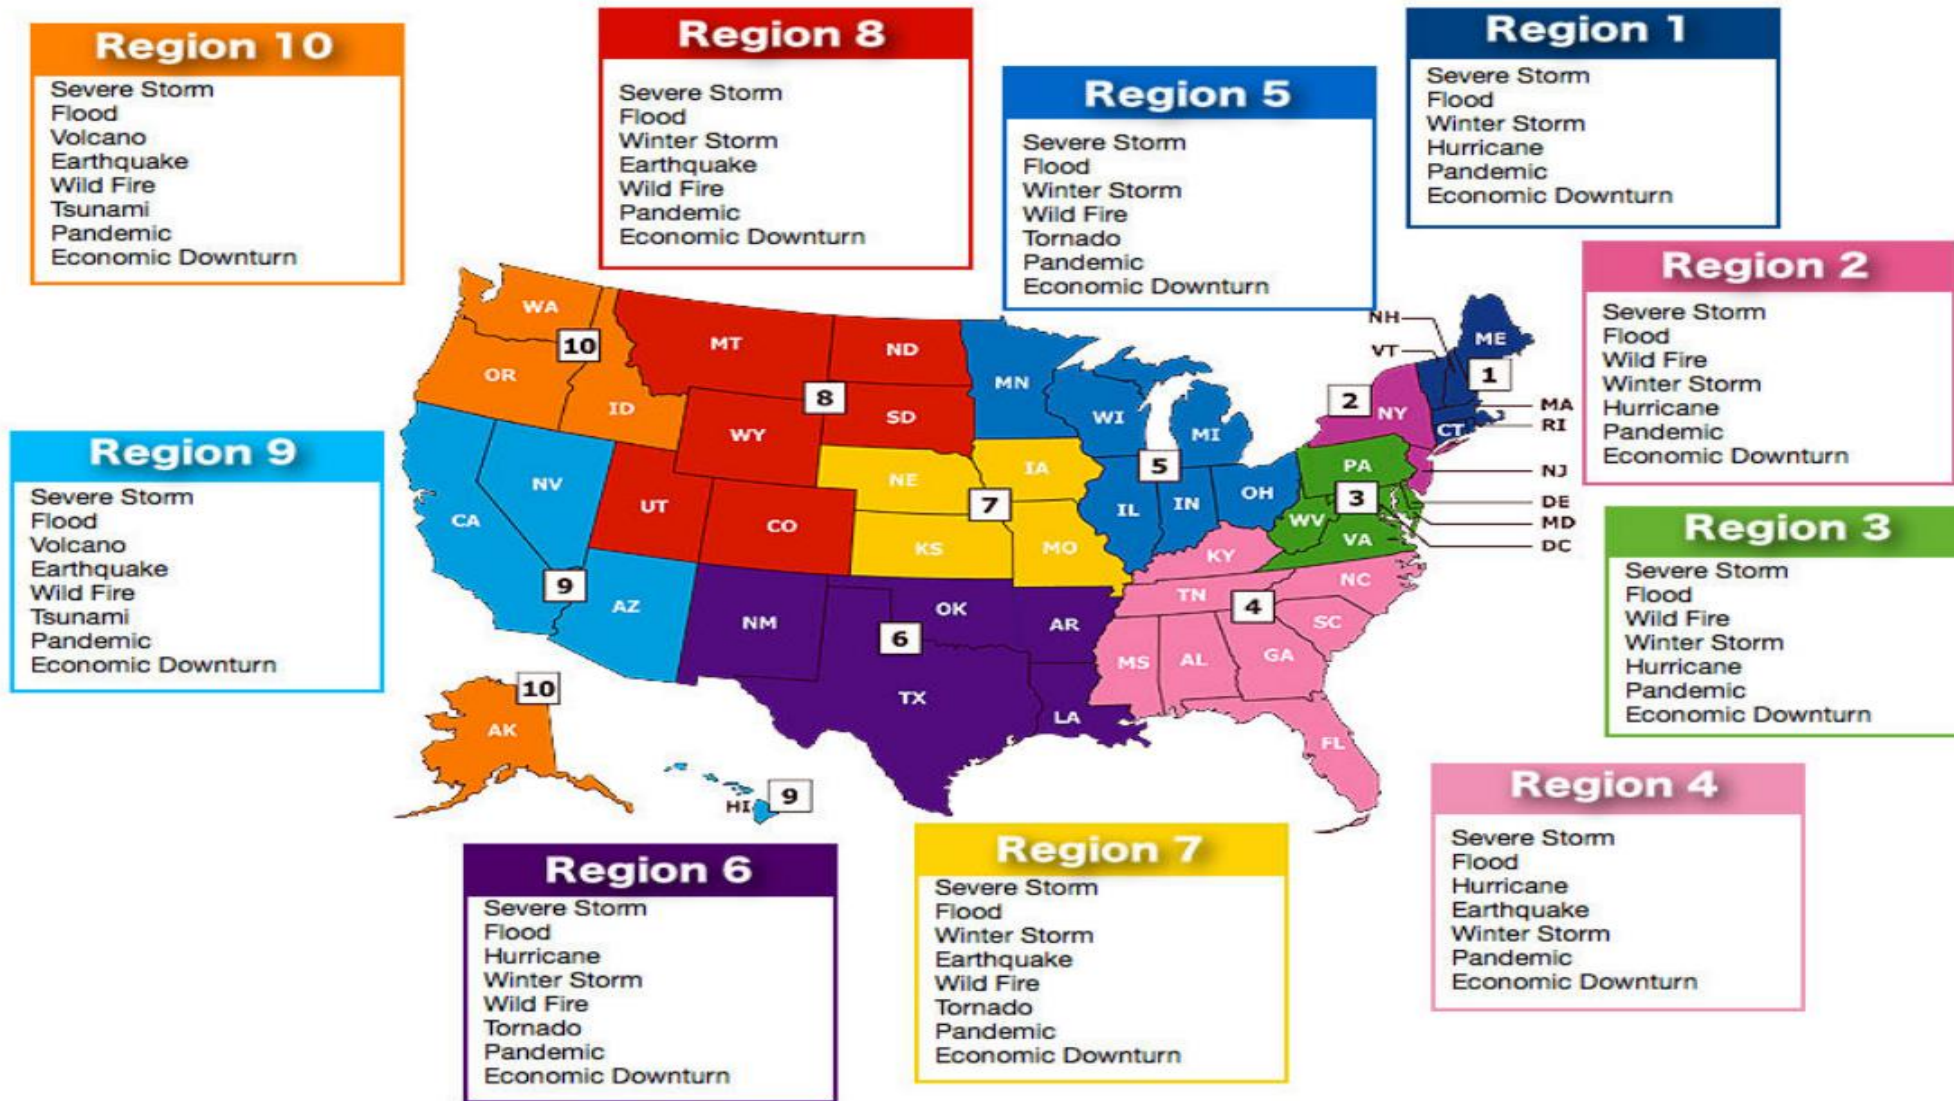 Region 10
Severe Storm
Flood
Volcano
Earthquake
Wild Fire
Tsunami
Pandemic
Economic Downturn
Region 8
Severe Storm
Flood
Winter Storm
Earthquake
Wild Fire
Pandemic
Economic Downturn
Region 5
Severe Storm
Flood
Winter Storm
Wild Fire
Tornado
Pandemic
Economic Downturn
Region 1
Severe Storm
Flood
Winter Storm
Hurricane
Pandemic
Economic Downturn
Region 2
Severe Storm
Flood
Wild Fire
Winter Storm
Hurricane
Pandemic
Economic Downturn
Region 9
Severe Storm
Flood
Volcano
Earthquake
Wild Fire
Tsunami
Pandemic
Economic Downturn
Region 3
Severe Storm
Flood
Wild Fire
Winter Storm
Hurricane
Pandemic
Economic Downturn
Region 4
Severe Storm
Flood
Hurricane
Earthquake
Winter Storm
Pandemic
Economic Downturn
Region 6
Severe Storm
Flood
Hurricane
Winter Storm
Wild Fire
Tornado
Pandemic
Economic Downturn
Region 7
Severe Storm
Flood
Winter Storm
Earthquake
Wild Fire
Tornado
Pandemic
Economic Downturn
WA
10
OR
ID
MT
ND
8
SD
WY
UT
CO
MN
WI
MI
5
IL
IN
OH
NH
VT
ME
1
2
NY
MA
RI
CT
NJ
PA
3
DE
MD
DC
WV
VA
NE
IA
7
KS
MO
CA
NV
9
AZ
NM
OK
6
AR
TX
LA
KY
TN
NC
4
SC
MS
AL
GA
FL
10
AK
HI
9